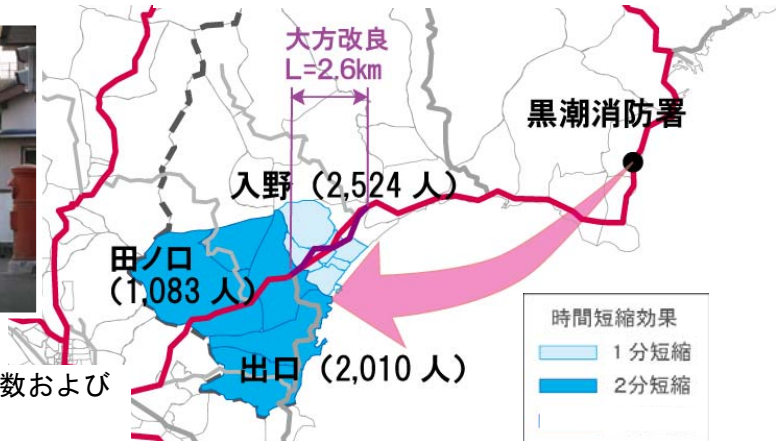 大方改良
L=2.6km
黒潮消防署
入野（2,524 人）
田ノ口
（1,083 人）
出口（2,010 人）
時間短縮効果
1分短縮
2分短縮
数および